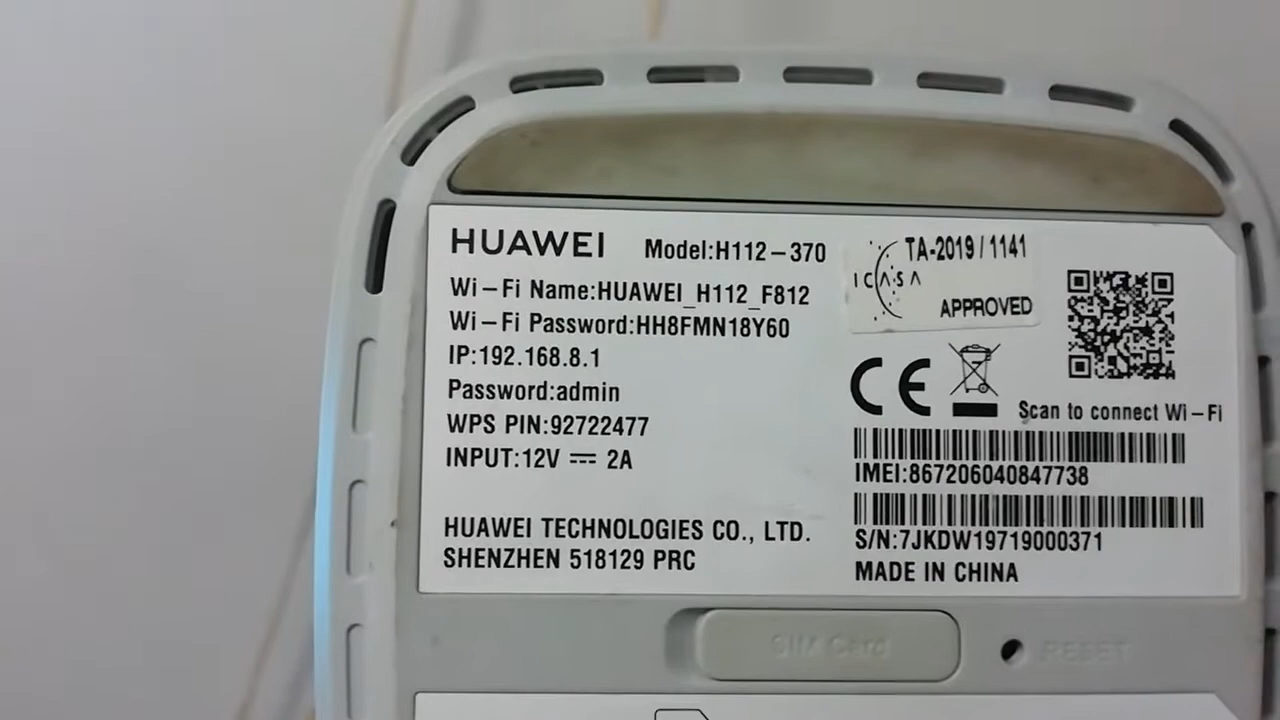 HUAWEI Model:H112-370
Wi-Fi Name:HUAWEI_H112_F812
Wi-Fi Password:HH8FMN18Y60
IP:192.168.8.1
Password:admin
WPS PIN:92722477
INPUT:12V ⎓ 2A
HUAWEI TECHNOLOGIES CO., LTD.
SHENZHEN 518129 PRC
TA-2019/1141
ICASA
APPROVED
CE
Scan to connect Wi-Fi
IMEI:867206040847738
S/N:7JKDW19719000371
MADE IN CHINA
SIM Card
RESET